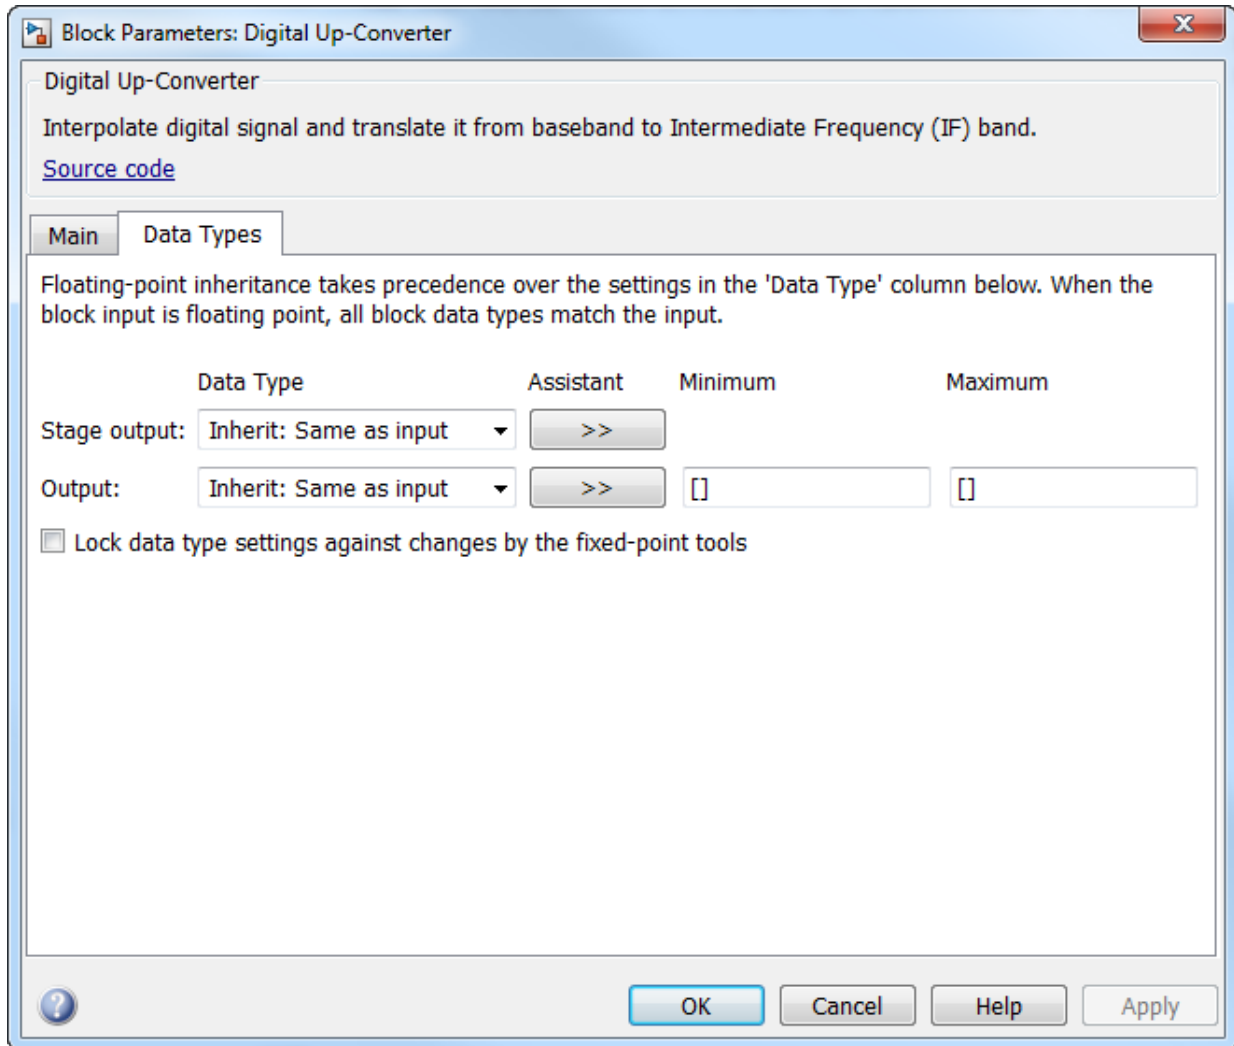 Block Parameters: Digital Up-Converter
x
Digital Up-Converter
Interpolate digital signal and translate it from baseband to Intermediate Frequency (IF) band.
Source code
Main Data Types
Floating-point inheritance takes precedence over the settings in the 'Data Type' column below. When the
block input is floating point, all block data types match the input.
Data Type Assistant Minimum Maximum
Stage output: Inherit: Same as input >>
Output: Inherit: Same as input >> [] []
Lock data type settings against changes by the fixed-point tools
? OK Cancel Help Apply